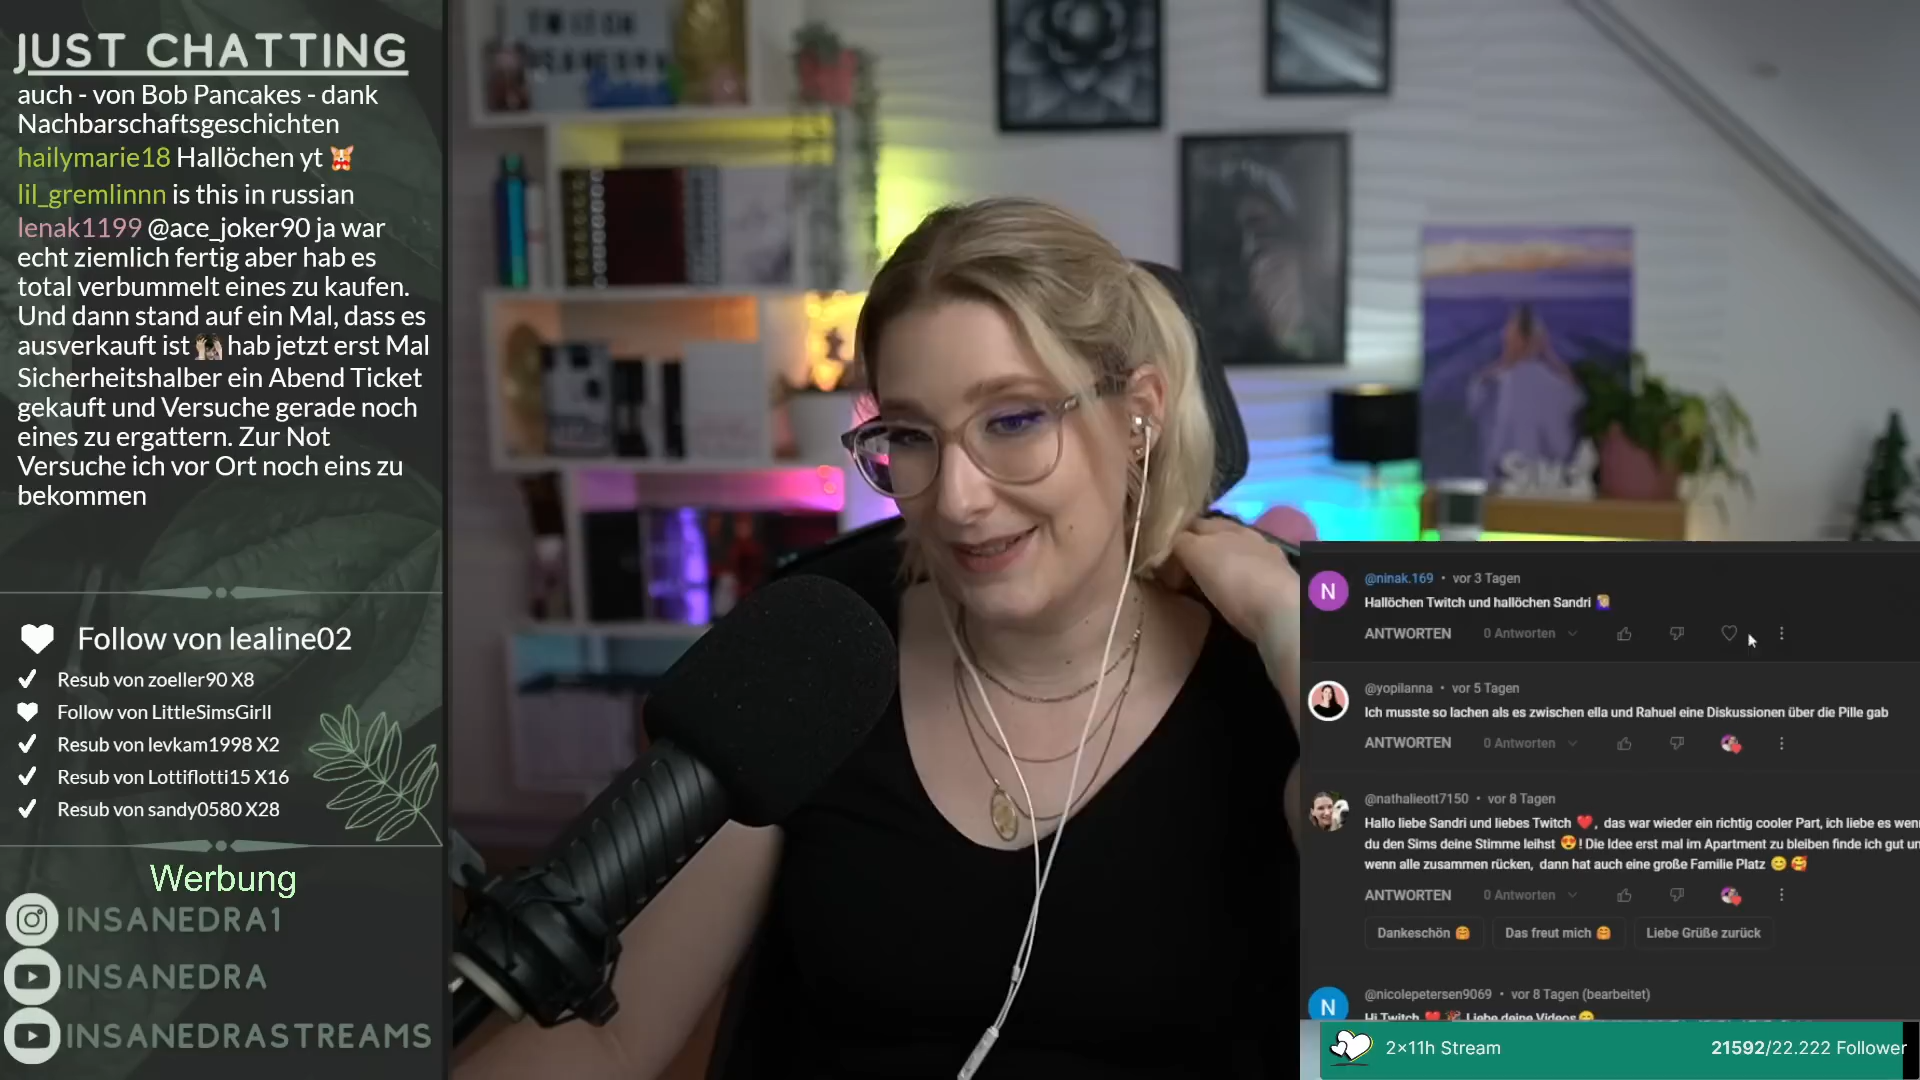 JUST CHATTING
auch - von Bob Pancakes - dank
Nachbarschaftsgeschichten
hailymarie18 Hallöchen yt
lil_gremlinnn is this in russian
lenak1199 @ace_joker90 ja war
echt ziemlich fertig aber hab es
total verbummelt eines zu kaufen.
Und dann stand auf ein Mal, dass es
ausverkauft ist hab jetzt erst Mal
Sicherheitshalber ein Abend Ticket
gekauft und Versuche gerade noch
eines zu ergattern. Zur Not
Versuche ich vor Ort noch eins zu
bekommen
Follow von lealine02
Resub von zoeller90 X8
Follow von LittleSimsGirll
Resub von levkam1998 X2
Resub von Lottiflotti15 X16
Resub von sandy0580 X28
Werbung
INSANEDRA1
INSANEDRA
INSANEDRASTREAMS
TWITCH
SIMS
N
@ninak.169 • vor 3 Tagen
Hallöchen Twitch und hallöchen Sandri 🙋🏼‍♀️
ANTWORTEN 0 Antworten
@yopilanna • vor 5 Tagen
Ich musste so lachen als es zwischen ella und Rahuel eine Diskussionen über die Pille gab
ANTWORTEN 0 Antworten
@nathalieott7150 • vor 8 Tagen
Hallo liebe Sandri und liebes Twitch ❤️, das war wieder ein richtig cooler Part, ich liebe es wenn
du den Sims deine Stimme leihst 😍! Die Idee erst mal im Apartment zu bleiben finde ich gut un
wenn alle zusammen rücken, dann hat auch eine große Familie Platz 😊 🥰
ANTWORTEN 0 Antworten
Dankeschön 🤗 Das freut mich 🤗 Liebe Grüße zurück
N
@nicolepetersen9069 • vor 8 Tagen (bearbeitet)
Hi Twitch ❤️ Liebe deine Videos
2x11h Stream 21592/22.222 Follower